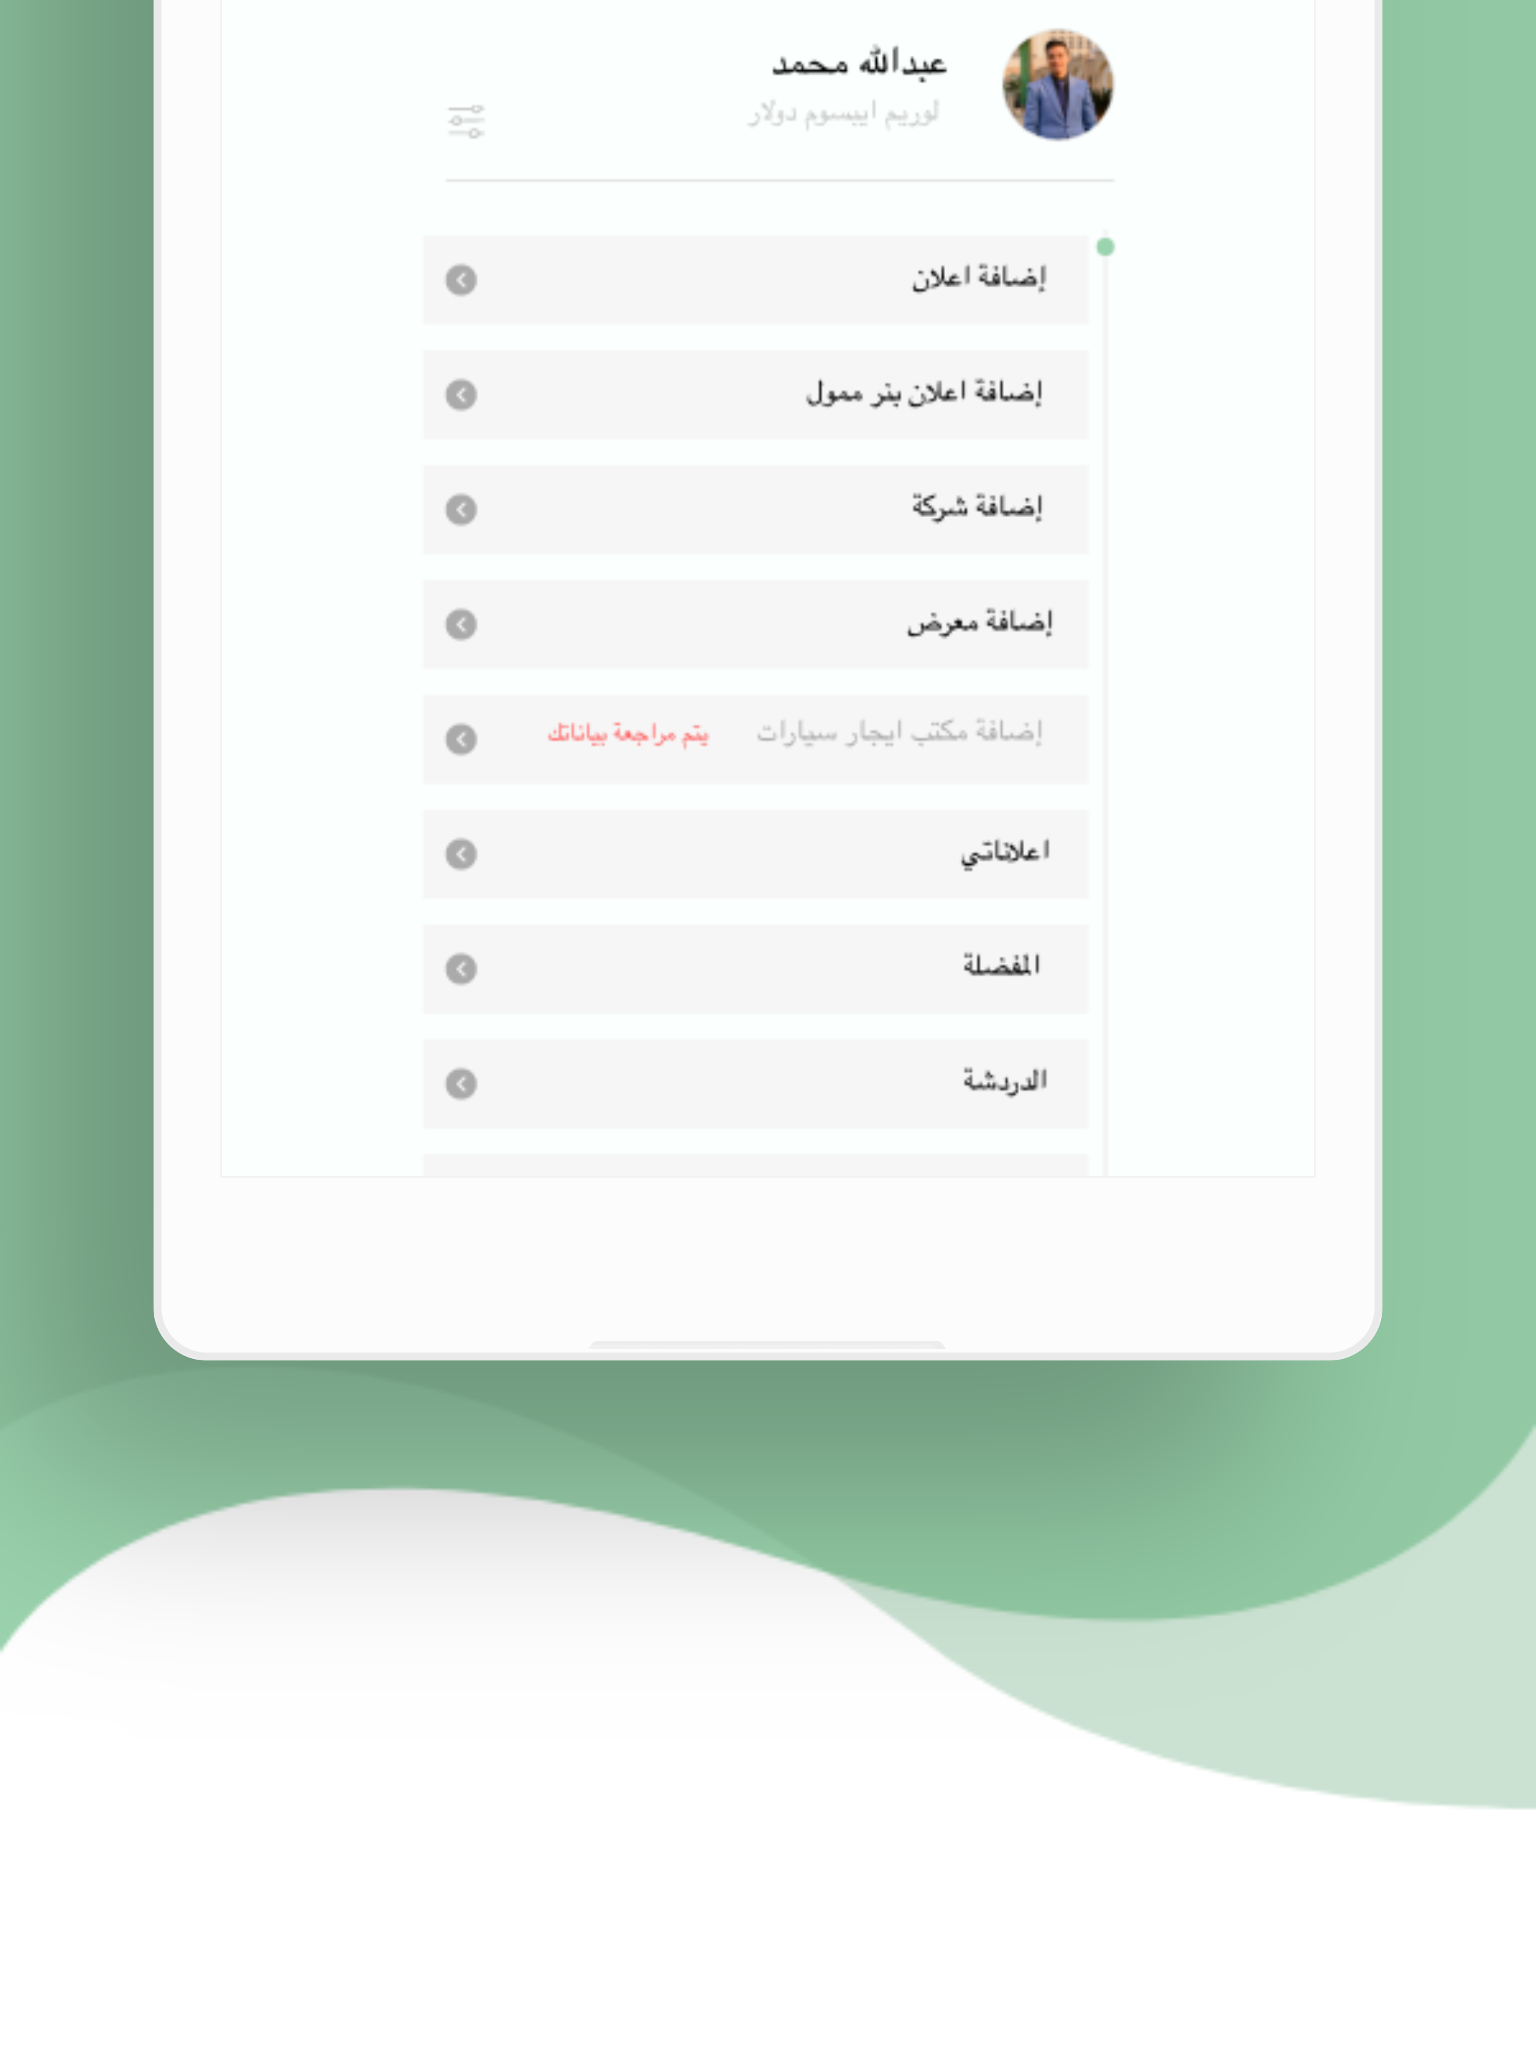 عبدالله محمد
لوريم ايبسوم دولار
إضافة اعلان
إضافة اعلان بنر ممول
إضافة شركة
إضافة معرض
إضافة مكتب ايجار سيارات يتم مراجعة بياناتك
اعلاناتي
المفضلة
الدردشة